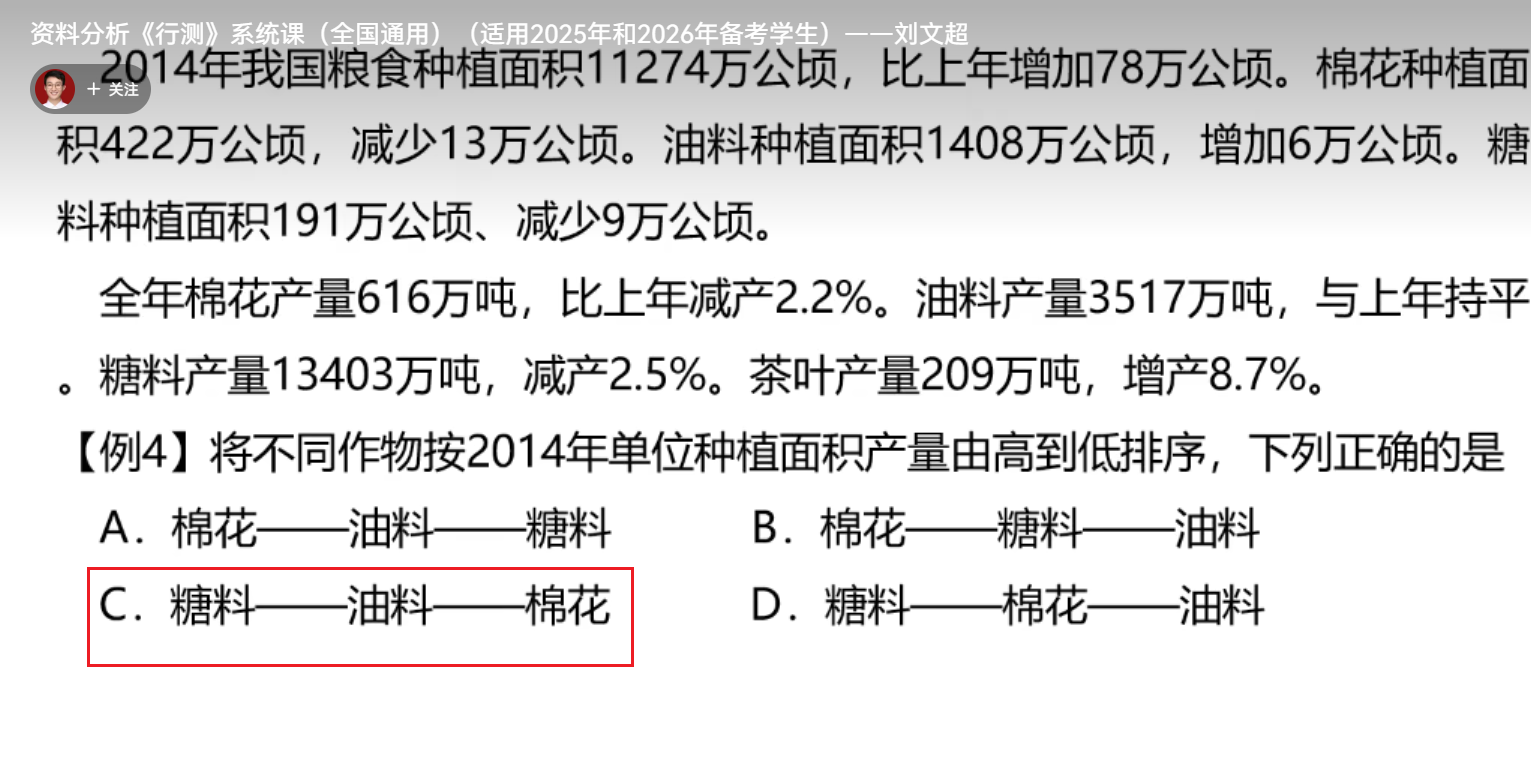 资料分析《行测》系统课（全国通用）（适用2025年和2026年备考学生）——刘文超
2014年我国粮食种植面积11274万公顷，比上年增加78万公顷。棉花种植面
+ 关注
积422万公顷，减少13万公顷。油料种植面积1408万公顷，增加6万公顷。糖
料种植面积191万公顷、减少9万公顷。
全年棉花产量616万吨，比上年减产2.2%。油料产量3517万吨，与上年持平
。糖料产量13403万吨，减产2.5%。茶叶产量209万吨，增产8.7%。
【例4】将不同作物按2014年单位种植面积产量由高到低排序，下列正确的是
A．棉花——油料——糖料 B．棉花——糖料——油料
C．糖料——油料——棉花 D．糖料——棉花——油料